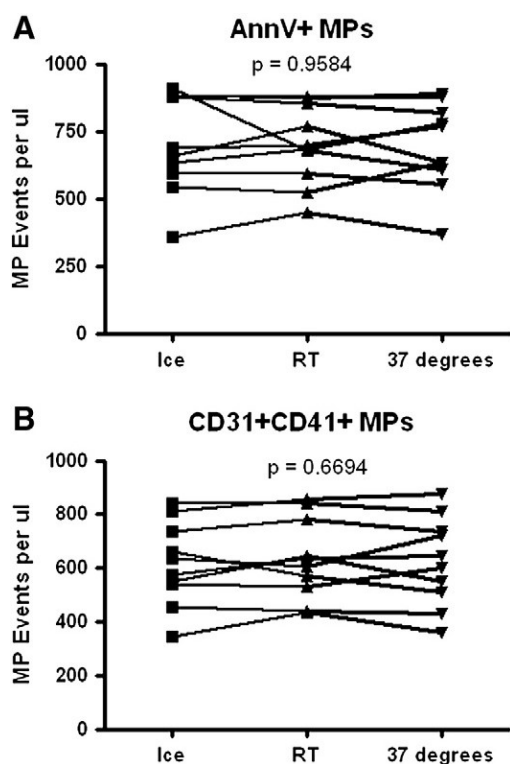 A
AnnV+ MPs
p = 0.9584
MP Events per ul
1000
750
500
250
0
Ice RT 37 degrees
B
CD31+CD41+ MPs
p = 0.6694
MP Events per ul
1000
800
600
400
200
0
Ice RT 37 degrees